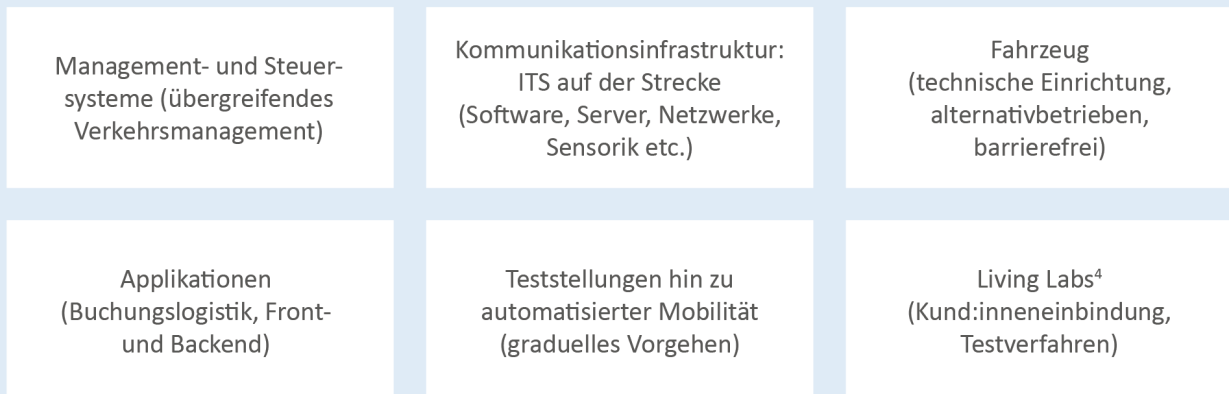 Management- und Steuer-
systeme (übergreifendes
Verkehrsmanagement)
Kommunikationsinfrastruktur:
ITS auf der Strecke
(Software, Server, Netzwerke,
Sensorik etc.)
Fahrzeug
(technische Einrichtung,
alternativbetrieben,
barrierefrei)
Applikationen
(Buchungslogistik, Front-
und Backend)
Teststellungen hin zu
automatisierter Mobilität
(graduelles Vorgehen)
Living Labs⁴
(Kund:inneneinbindung,
Testverfahren)